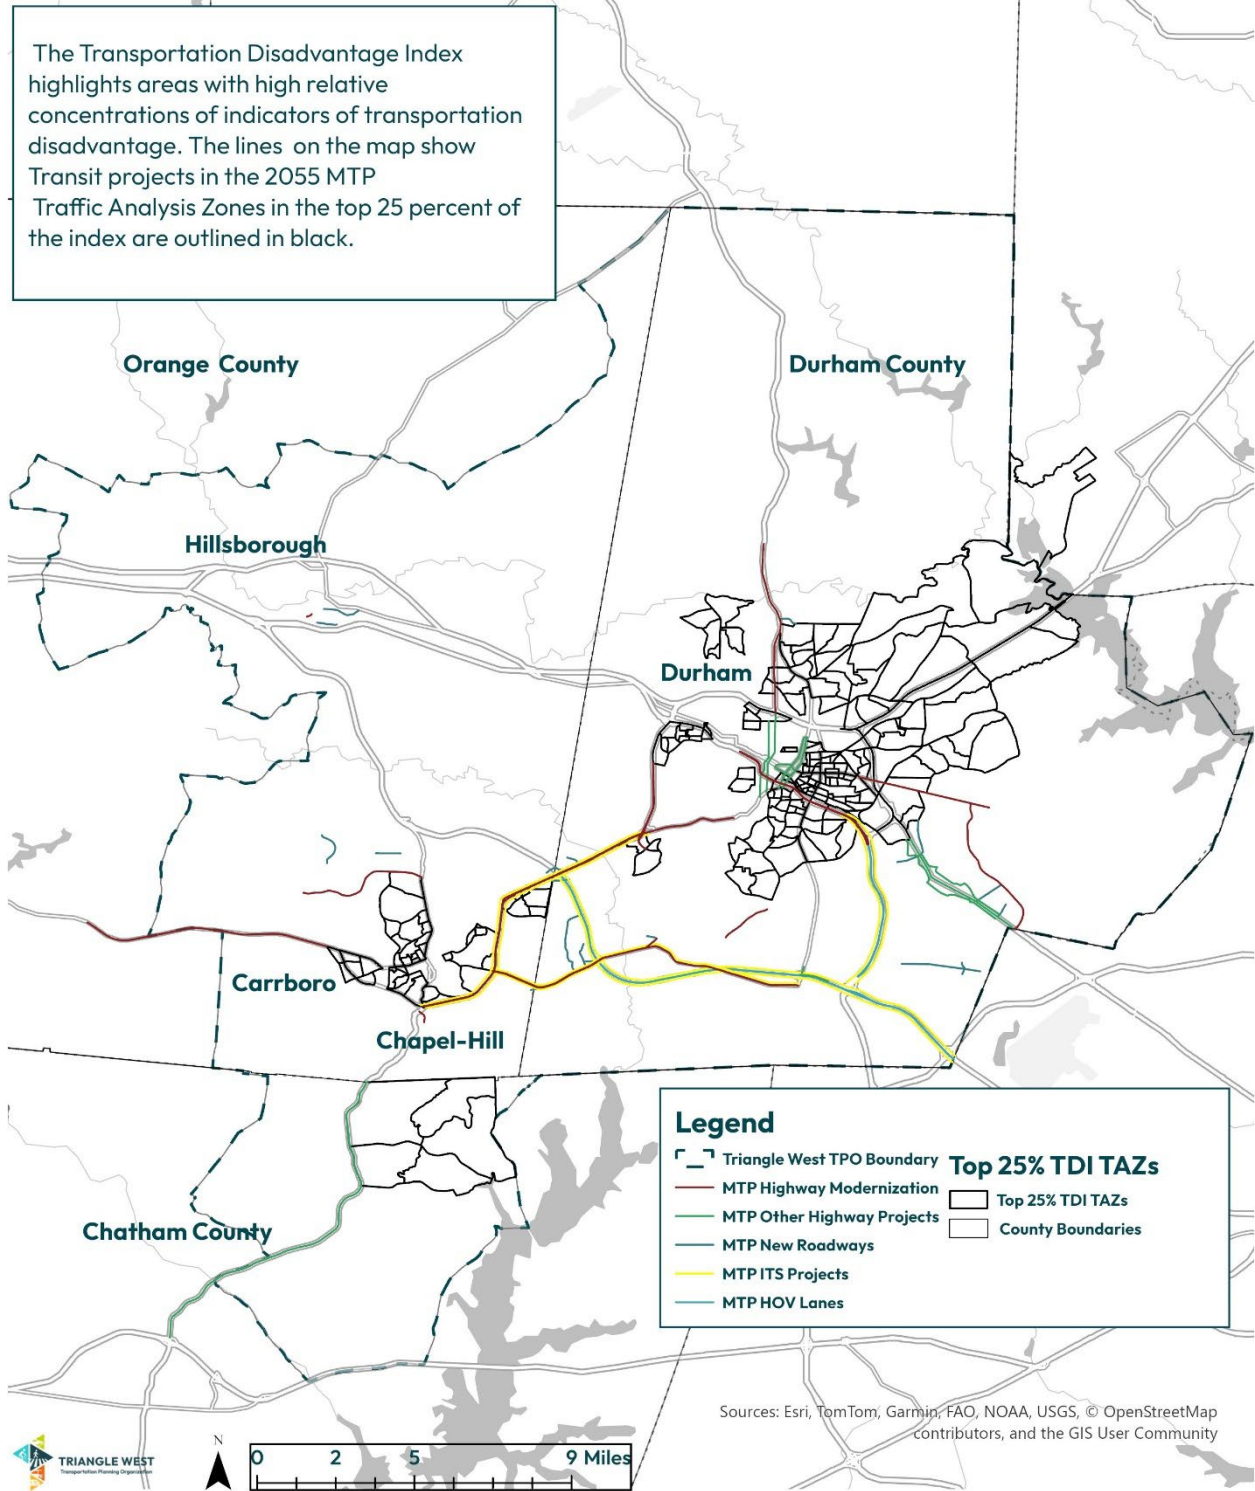 The Transportation Disadvantage Index
highlights areas with high relative
concentrations of indicators of transportation
disadvantage. The lines on the map show
Transit projects in the 2055 MTP
Traffic Analysis Zones in the top 25 percent of
the index are outlined in black.
Orange County
Durham County
Hillsborough
Durham
Carrboro
Chapel-Hill
Chatham County
Legend
Triangle West TPO Boundary
MTP Highway Modernization
MTP Other Highway Projects
MTP New Roadways
MTP ITS Projects
MTP HOV Lanes
Top 25% TDI TAZs
Top 25% TDI TAZs
County Boundaries
Sources: Esri, TomTom, Garmin, FAO, NOAA, USGS, © OpenStreetMap
contributors, and the GIS User Community
TRIANGLE WEST
Transportation Planning Organization
N
0 2 5 9 Miles